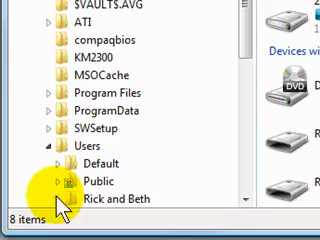 $VAULT$.AVG
ATI
compaqbios
KM2300
MSOCache
Program Files
ProgramData
SWSetup
Users
Default
Public
Rick and Beth
8 items
Devices wi
DVD